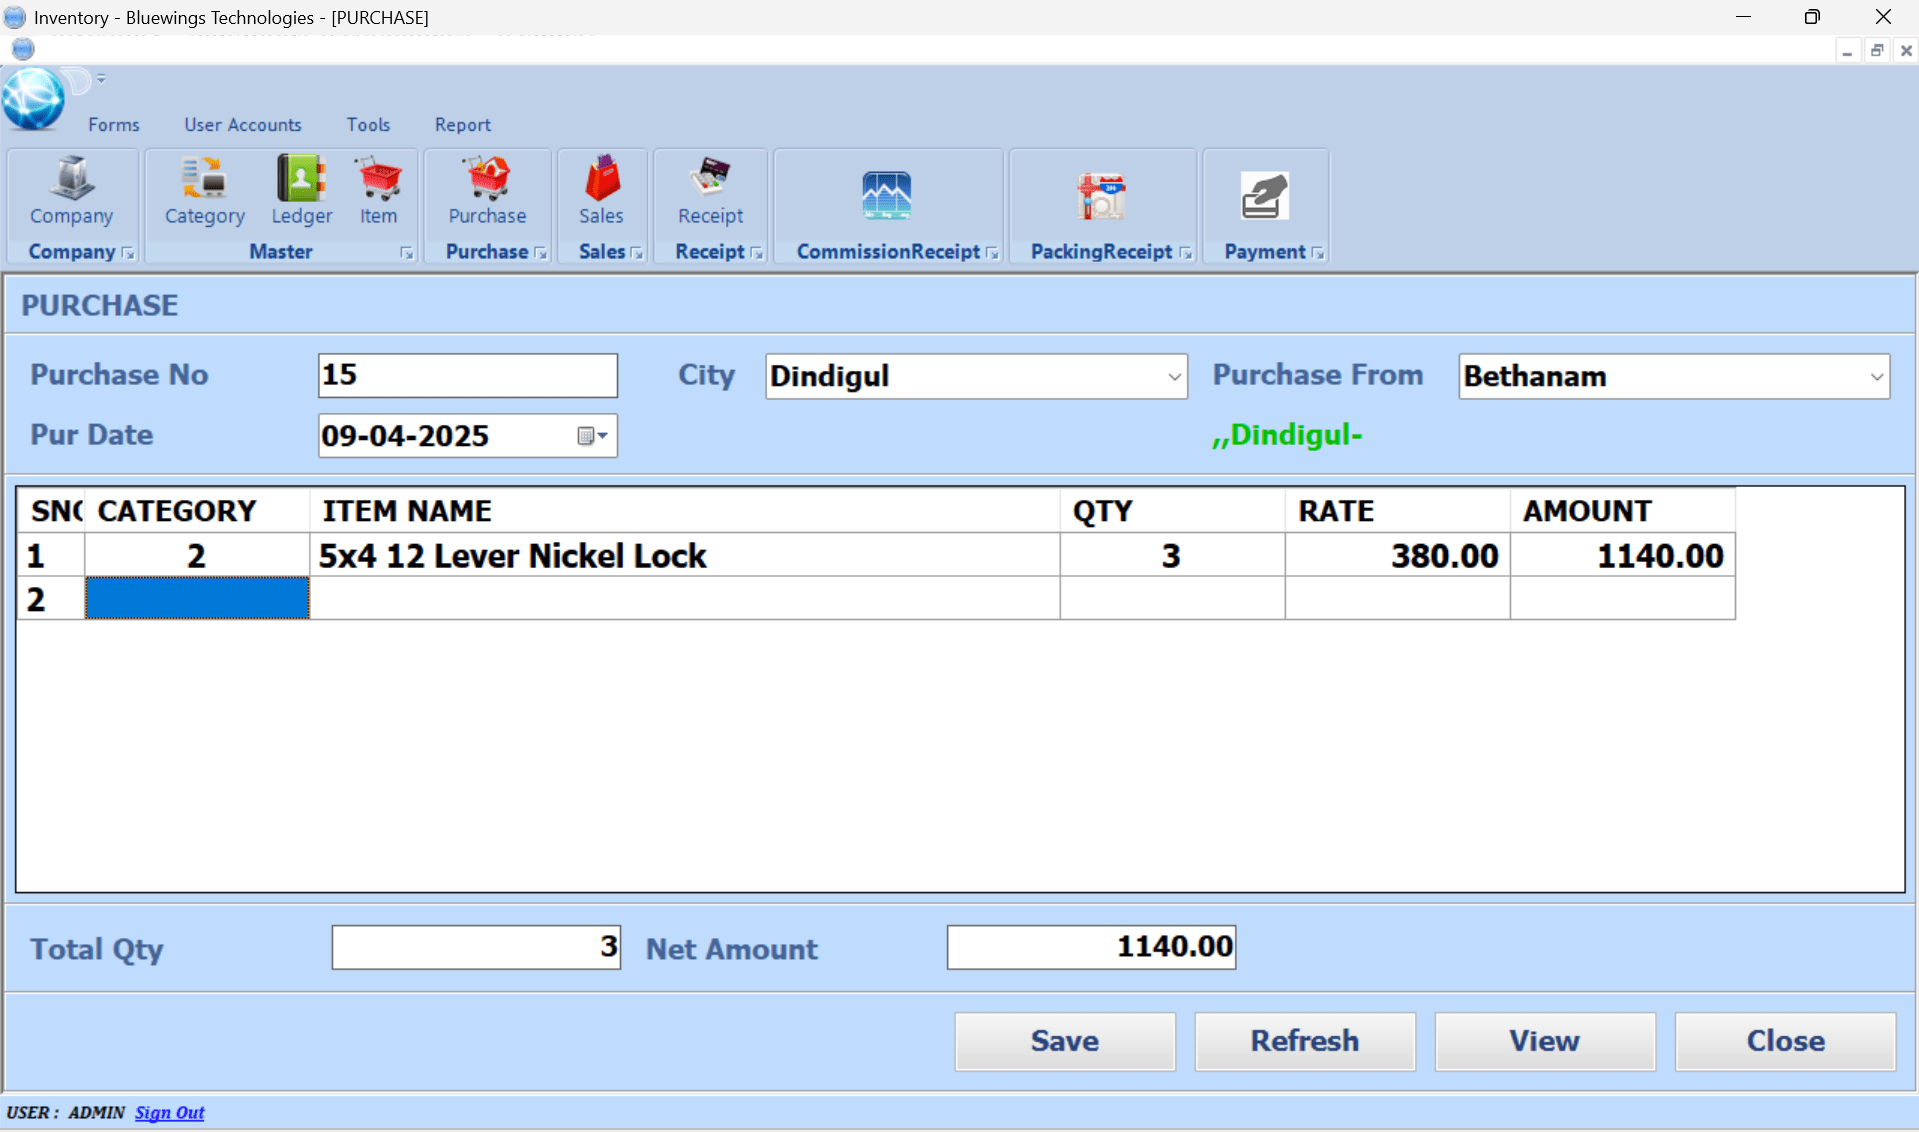 Inventory - Bluewings Technologies - [PURCHASE]
Forms User Accounts Tools Report
Company Category Ledger Item Purchase Sales Receipt
Company Master Purchase Sales Receipt CommissionReceipt PackingReceipt Payment
PURCHASE
Purchase No 15 City Dindigul Purchase From Bethanam
Pur Date 09-04-2025 ,,Dindigul-
CATEGORY ITEM NAME QTY RATE AMOUNT
1 2 5x4 12 Lever Nickel Lock 3 380.00 1140.00
2
Total Qty 3 Net Amount 1140.00
Save Refresh View Close
USER : ADMIN Sign Out